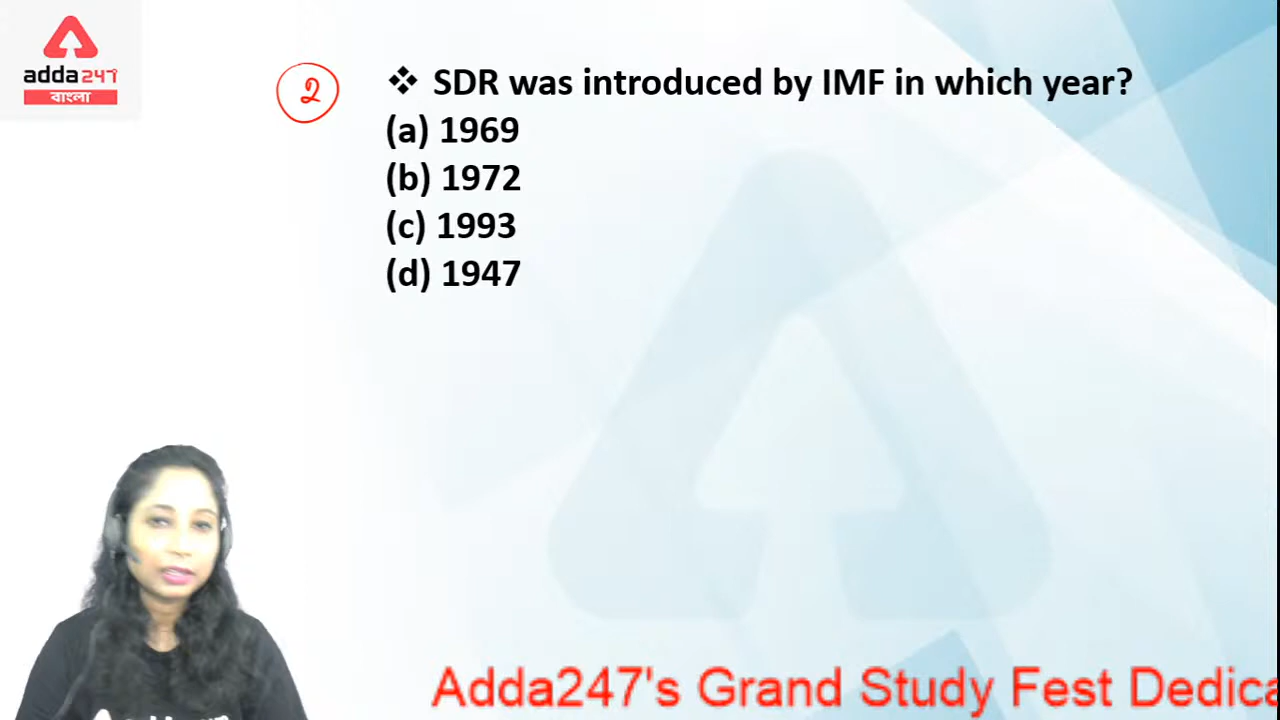 adda247
বাংলা
2
❖ SDR was introduced by IMF in which year?
(a) 1969
(b) 1972
(c) 1993
(d) 1947
Adda247's Grand Study Fest Dedica